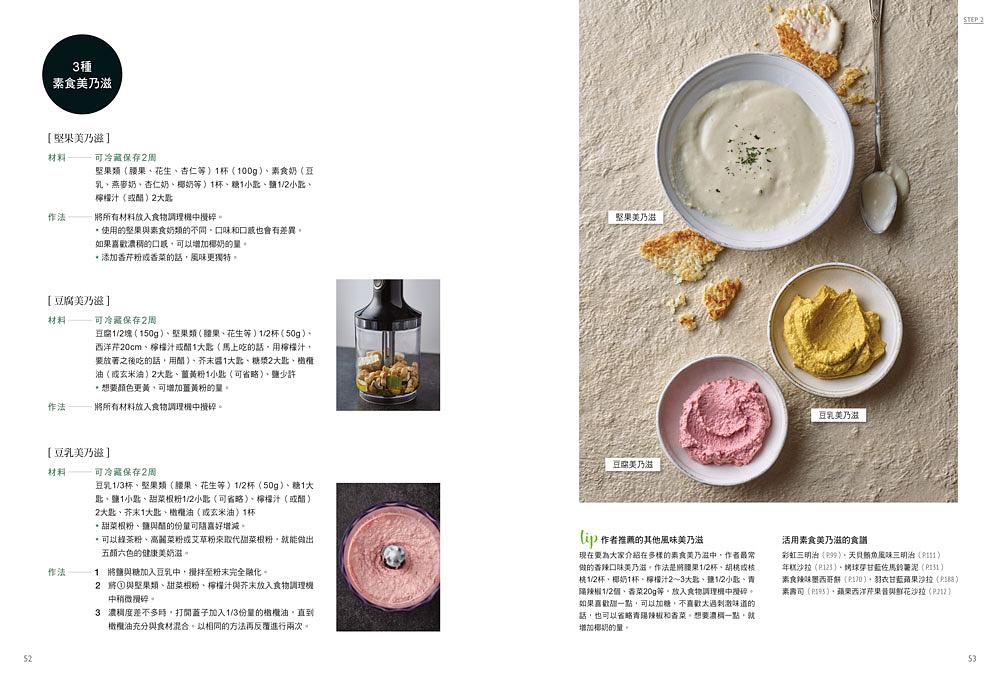 3種
素食美乃滋
[ 堅果美乃滋 ]
材料 可冷藏保存2周
堅果類(腰果、花生、杏仁等)1杯(100g)、素食奶(豆
乳、燕麥奶、杏仁奶、椰奶等)1杯、糖1小匙、鹽1/2小匙、
檸檬汁(或醋)2大匙
作法 將所有材料放入食物調理機中攪碎。
• 使用的堅果與素食奶類的不同,口味和口感也會有差異。
如果喜歡濃稠的口感,可以增加椰奶的量。
• 添加香芹粉或香菜的話,風味更獨特。
[ 豆腐美乃滋 ]
材料 可冷藏保存2周
豆腐1/2塊(150g)、堅果類(腰果、花生等)1/2杯(50g)、
西洋芹20cm、檸檬汁或醋1大匙(馬上吃的話,用檸檬汁,
要放著之後吃的話,用醋)、芥末醬1大匙、糖漿2大匙、橄欖
油(或玄米油)2大匙、薑黃粉1小匙(可省略)、鹽少許
• 想要顏色更黃,可增加薑黃粉的量。
作法 將所有材料放入食物調理機中攪碎。
[ 豆乳美乃滋 ]
材料 可冷藏保存2周
豆乳1/3杯、堅果類(腰果、花生等)1/2杯(50g)、糖1大
匙、鹽1小匙、甜菜根粉1/2小匙(可省略)、檸檬汁(或醋)
2大匙、芥末1大匙、橄欖油(或玄米油)1杯
• 甜菜根粉、鹽與醋的份量可隨喜好增減。
• 可以綠茶粉、高麗菜粉或艾草粉來取代甜菜根粉,就能做出
五顏六色的健康美奶滋。
作法 1 將鹽與糖加入豆乳中,攪拌至粉末完全融化。
2 將①與堅果類、甜菜根粉、檸檬汁與芥末放入食物調理機
中稍微攪碎。
3 濃稠度差不多時,打開蓋子加入1/3份量的橄欖油,直到
橄欖油充分與食材混合。以相同的方法再反覆進行兩次。
52
STEP 2
堅果美乃滋
豆乳美乃滋
豆腐美乃滋
tip 作者推薦的其他風味美乃滋
現在要為大家介紹在多樣的素食美乃滋中,作者最常
做的香辣口味美乃滋。作法是將腰果1/2杯、胡桃或核
桃1/2杯、椰奶1杯、檸檬汁2～3大匙、鹽1/2小匙、青
陽辣椒1/2個、香菜20g等,放入食物調理機中攪碎。
如果喜歡甜一點,可以加糖,不喜歡太過刺激味道的
話,也可以省略青陽辣椒和香菜。想要濃稠一點,就
增加椰奶的量。
活用素食美乃滋的食譜
彩虹三明治(P.99)、天貝鮪魚風味三明治(P.111)
年糕沙拉(P.125)、烤球芽甘藍佐馬鈴薯泥(P.151)
素食辣味墨西哥餅(P.170)、羽衣甘藍蘋果沙拉(P.188)
素壽司(P.193)、蘋果西洋芹果昔與鮮花沙拉(P.212)
53